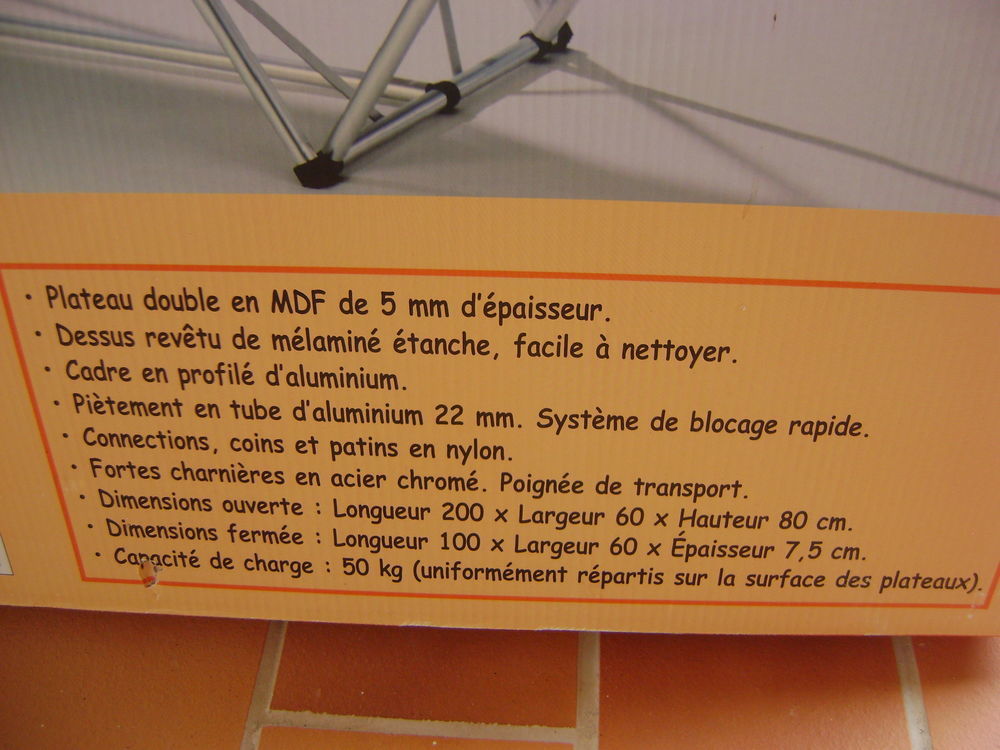 • Plateau double en MDF de 5 mm d'épaisseur.
• Dessus revêtu de mélaminé étanche, facile à nettoyer.
• Cadre en profilé d'aluminium.
• Piètement en tube d'aluminium 22 mm. Système de blocage rapide.
• Connections, coins et patins en nylon.
• Fortes charnières en acier chromé. Poignée de transport.
• Dimensions ouverte : Longueur 200 x Largeur 60 x Hauteur 80 cm.
• Dimensions fermée : Longueur 100 x Largeur 60 x Épaisseur 7,5 cm.
• Capacité de charge : 50 kg (uniformément répartis sur la surface des plateaux).